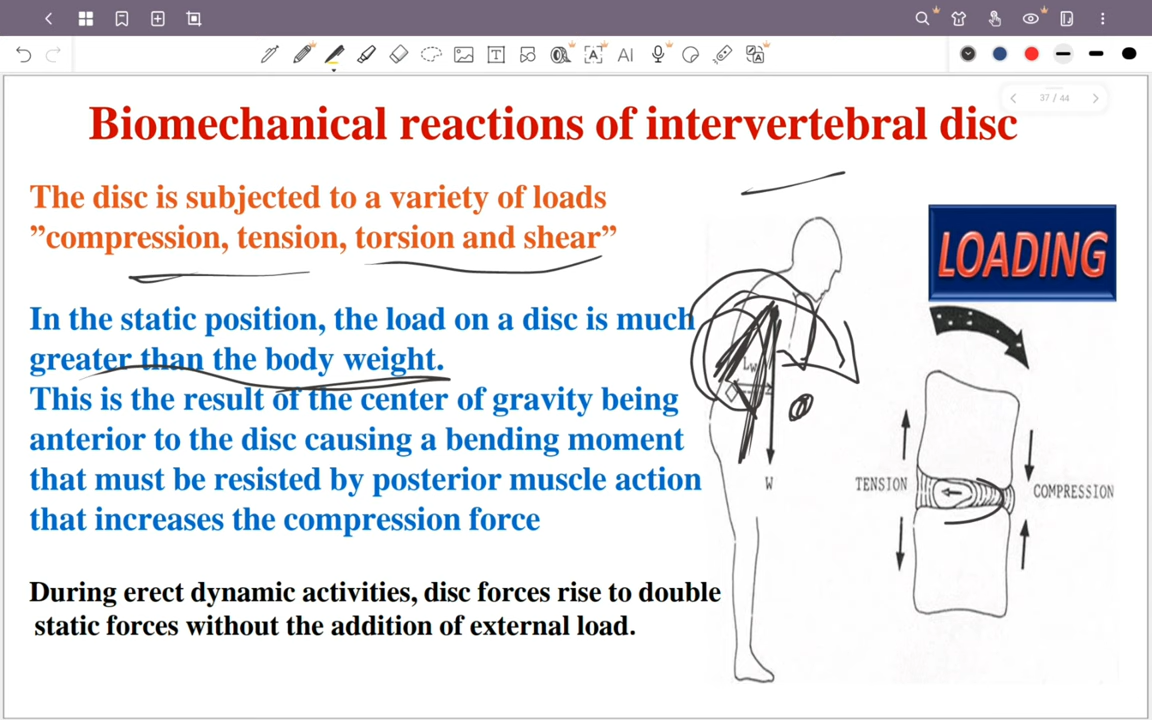 37 / 44
Biomechanical reactions of intervertebral disc
The disc is subjected to a variety of loads
”compression, tension, torsion and shear”
In the static position, the load on a disc is much
greater than the body weight.
This is the result of the center of gravity being
anterior to the disc causing a bending moment
that must be resisted by posterior muscle action
that increases the compression force
During erect dynamic activities, disc forces rise to double
static forces without the addition of external load.
Lw
W
LOADING
TENSION
COMPRESSION